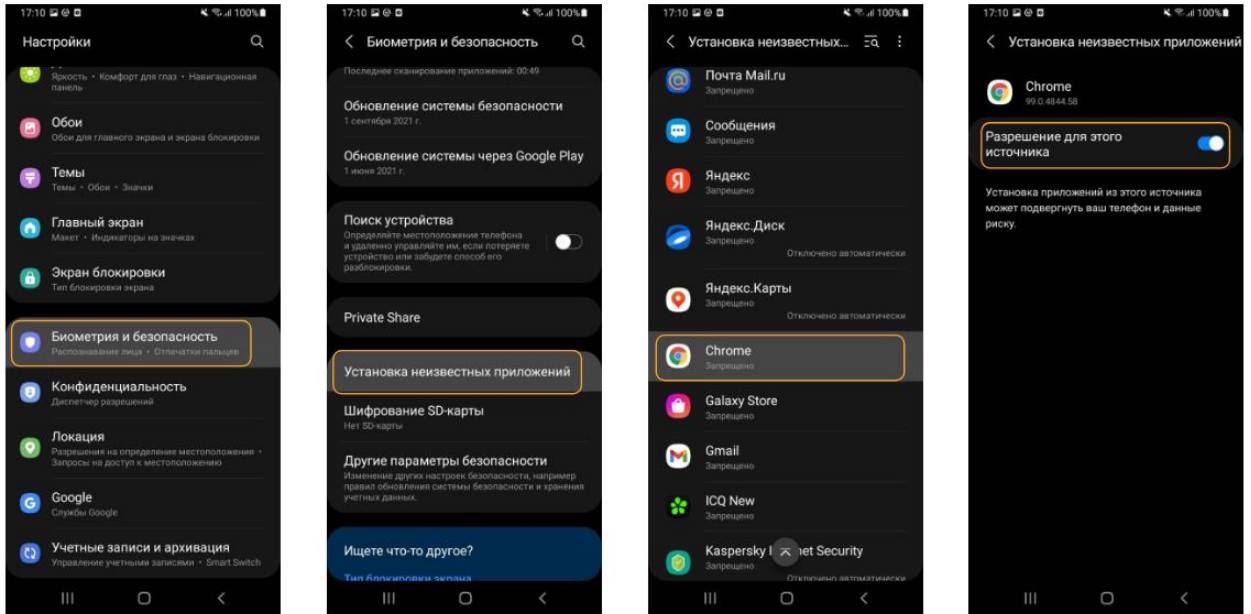 17:10
100%
Настройки
Яркость • Комфорт для глаз • Навигационная
панель
Обои
Обои для главного экрана и экрана блокировки
Темы
Темы • Обои • Значки
Главный экран
Макет • Индикаторы на значках
Экран блокировки
Тип блокировки экрана
Биометрия и безопасность
Распознавание лица • Отпечатки пальцев
Конфиденциальность
Диспетчер разрешений
Локация
Разрешения на определение местоположения •
Запросы на доступ к местоположению
Google
Службы Google
Учетные записи и архивация
Управление учетными записями • Smart Switch
17:10
100%
Биометрия и безопасность
Последнее сканирование приложений: 00:49
Обновление системы безопасности
1 сентября 2021 г.
Обновление системы через Google Play
1 июня 2021 г.
Поиск устройства
Определяйте местоположение телефона
и удаленно управляйте им, если потеряете
устройство или забудете способ его
разблокировки.
Private Share
Установка неизвестных приложений
Шифрование SD-карты
Нет SD-карты
Другие параметры безопасности
Изменение других настроек безопасности, например
правил обновления системы безопасности и хранения
учетных данных.
Ищете что-то другое?
Тип блокировки экрана
17:10
100%
Установка неизвестных...
Почта Mail.ru
Запрещено
Сообщения
Запрещено
Яндекс
Запрещено
Яндекс.Диск
Запрещено
Отключено автоматически
Яндекс.Карты
Запрещено
Отключено автоматически
Chrome
Запрещено
Galaxy Store
Запрещено
Gmail
Запрещено
ICQ New
Запрещено
Kaspersky I net Security
Запрещено
Отключено автоматически
17:10
100%
Установка неизвестных приложений
Chrome
99.0.4844.58
Разрешение для этого
источника
Установка приложений из этого источника
может подвергнуть ваш телефон и данные
риску.